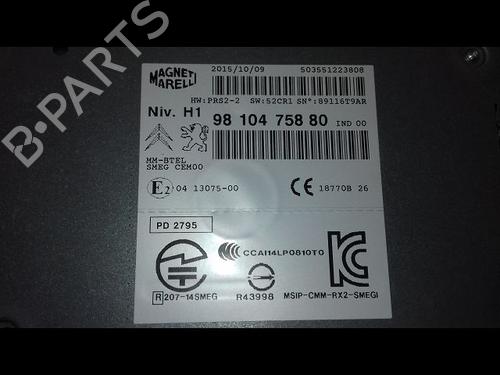 B-PARTS
MAGNETI MARELLI
2015/10/09 503551223808
HW:PRS2-2 SW:52CR1 SN°:89116T9AR
Niv. H1
98 104 758 80 IND 00
MM-BTEL
SMEG CEM00
E2 04 13075-00
CE 18770B 26
PD 2795
CCAI14LP0810T0
R 207-14SMEG
R43998
MSIP-CMM-RX2-SMEGI